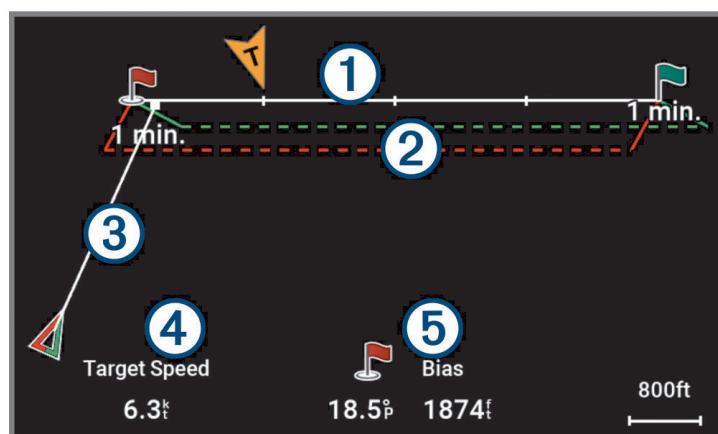 T
1
1 min.
1 min.
2
3
4
5
Target Speed
Bias
6.3kt
18.5°P
1874ft
800ft